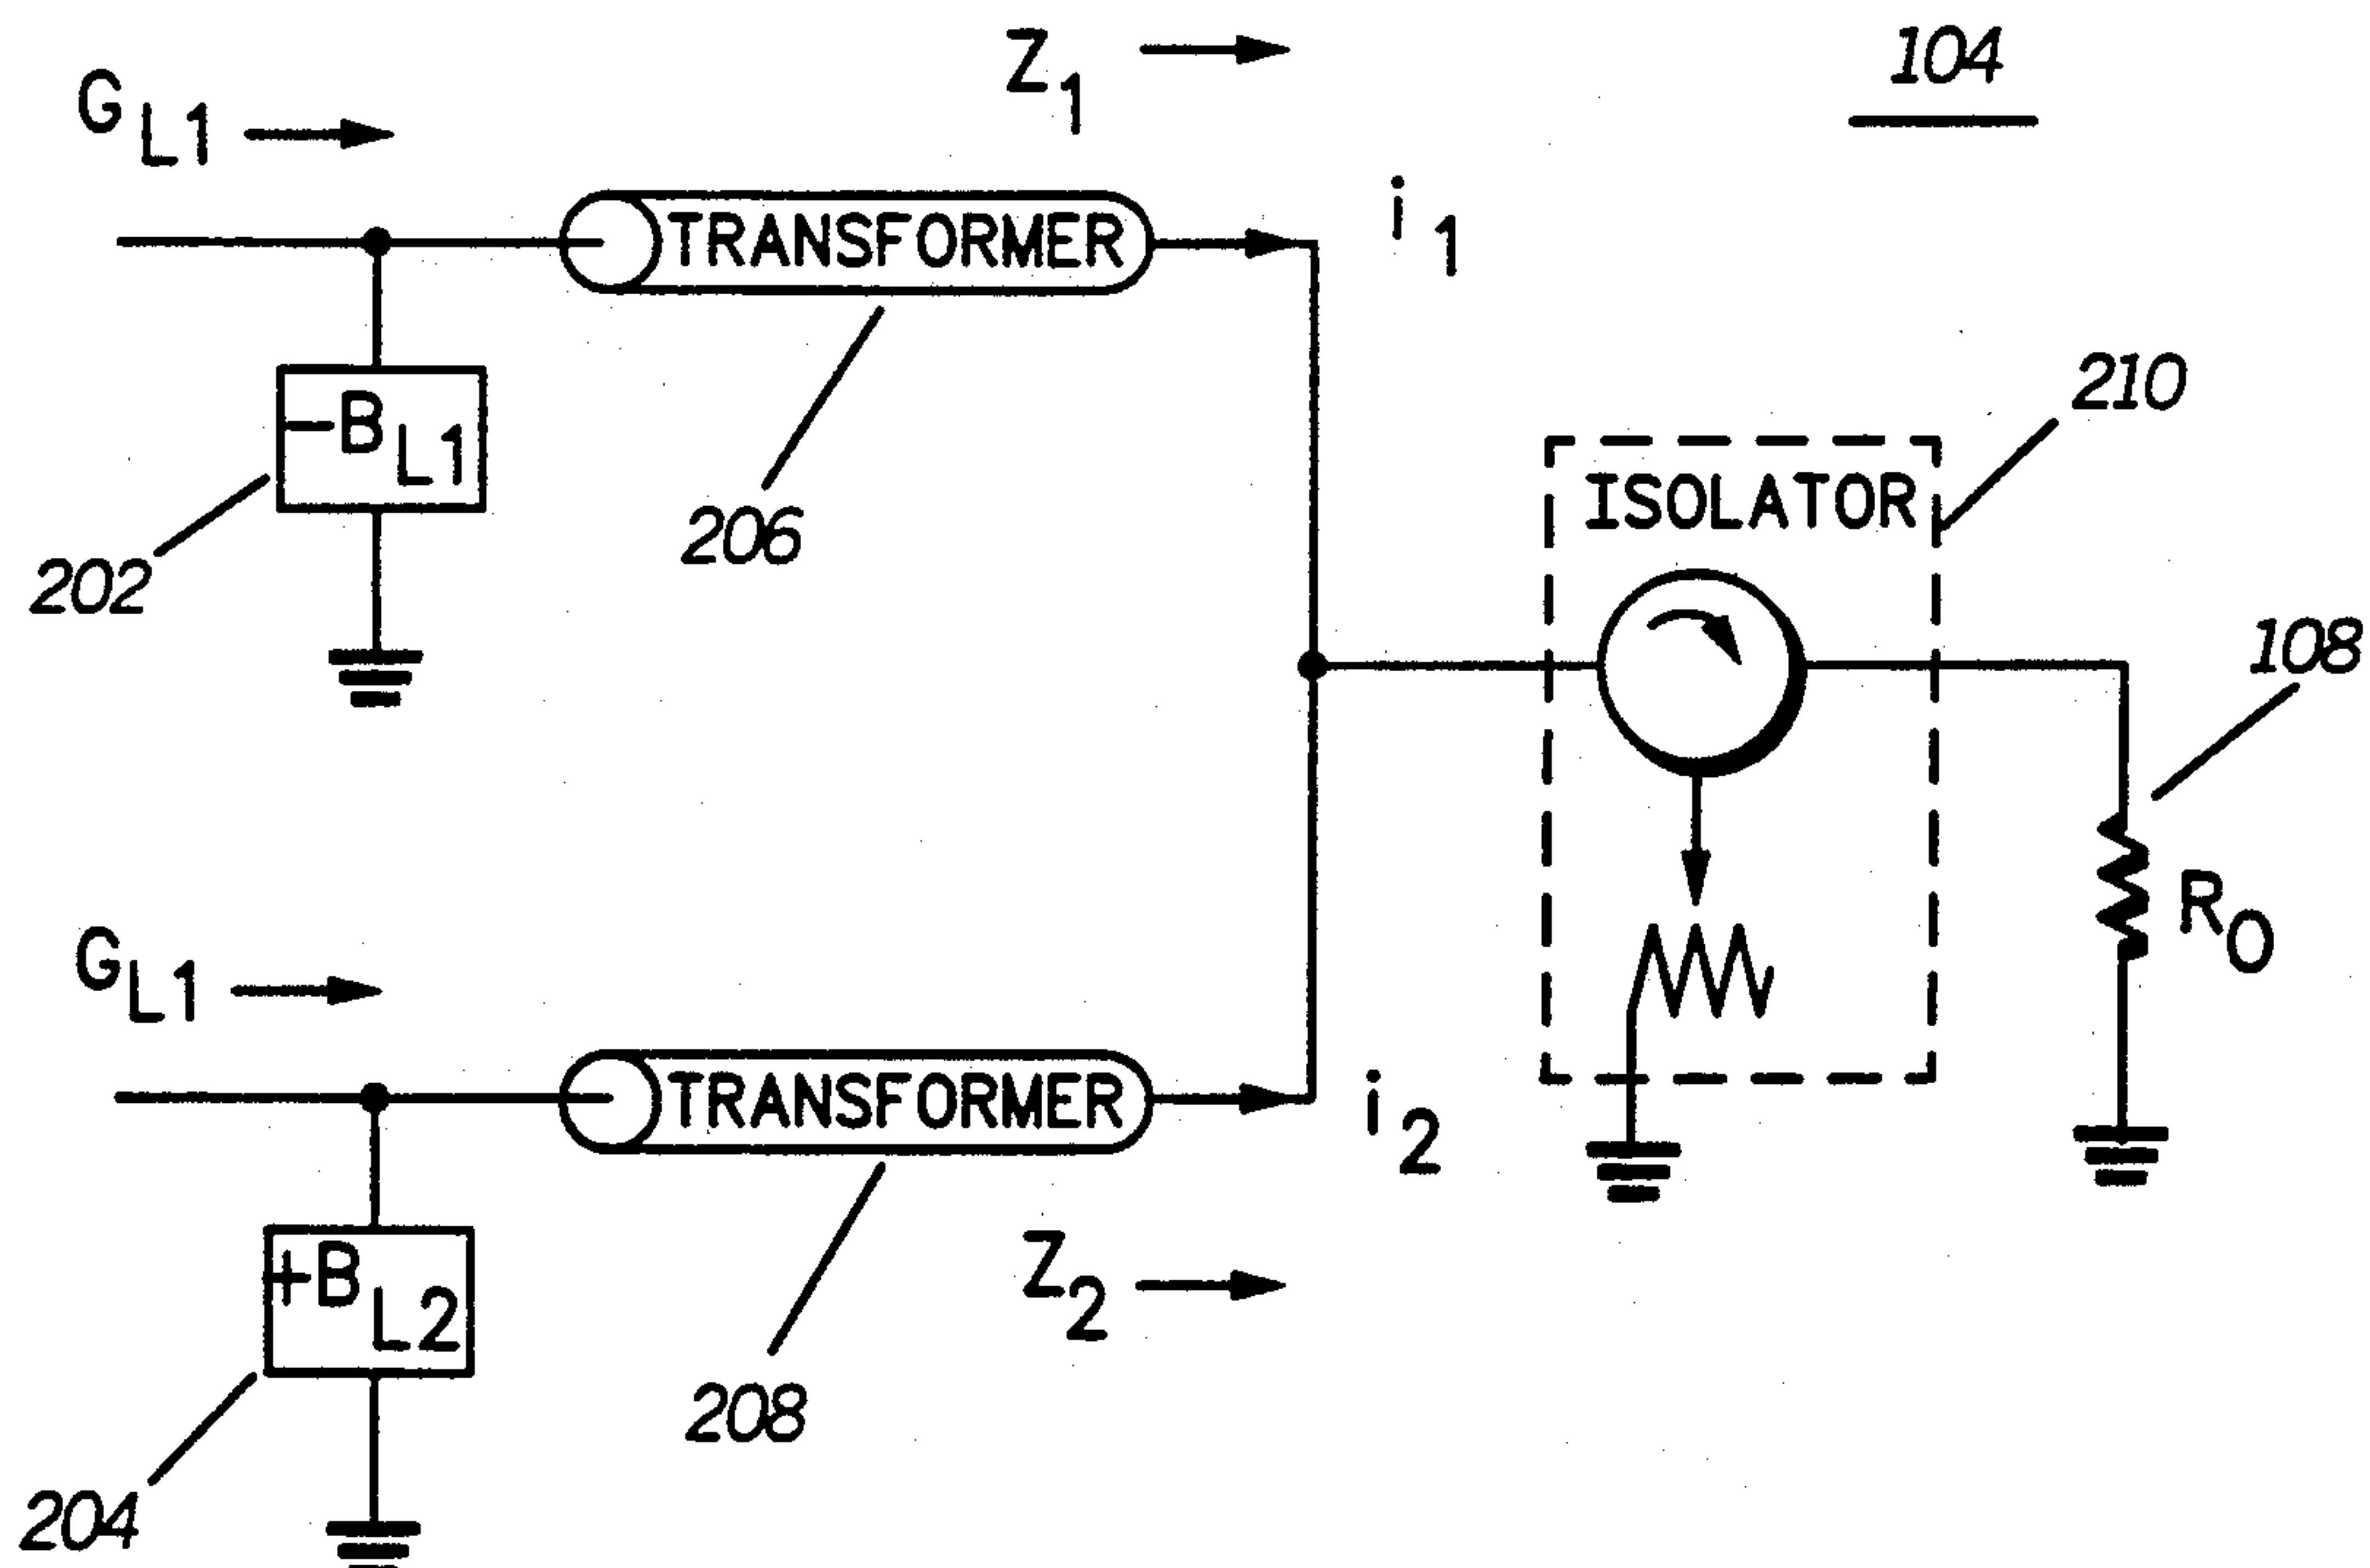 Z1
104
GL1
i1
TRANSFORMER
-BL1
210
ISOLATOR
202
206
108
RO
GL1
TRANSFORMER
i2
+BL2
Z2
208
204